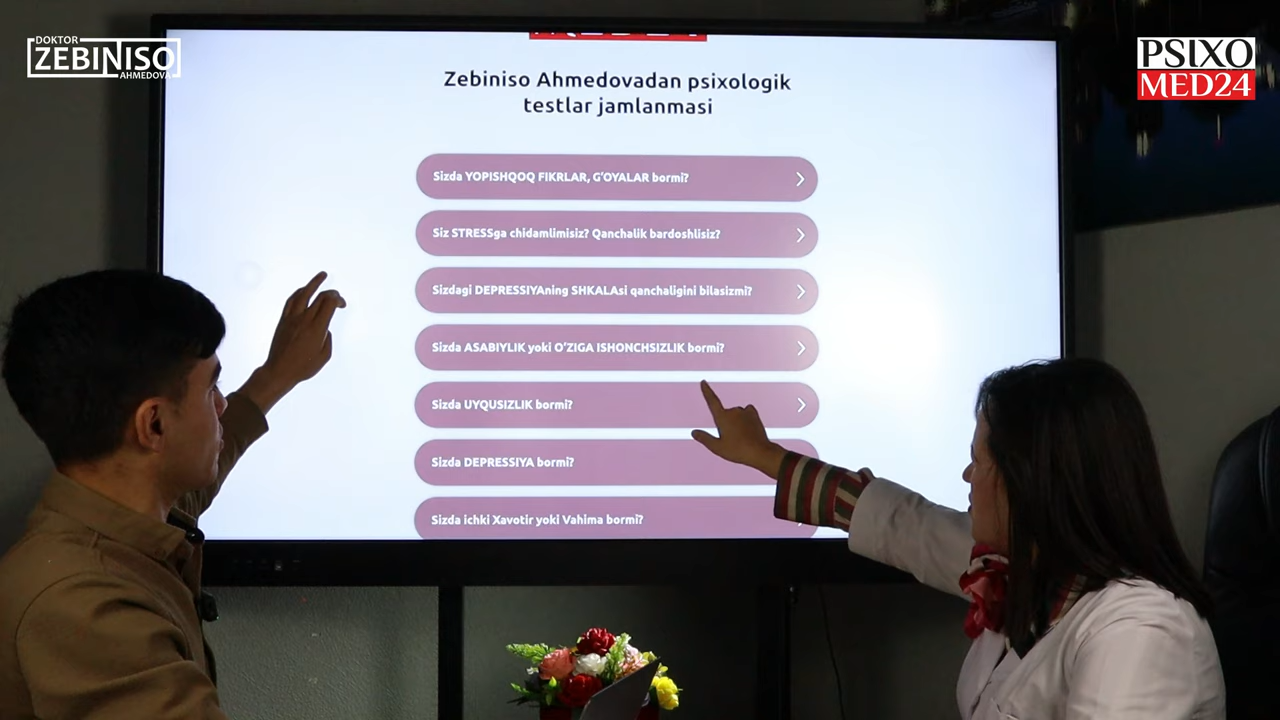 DOKTOR
ZEBINISO
AHMEDOVA
PSIXO
MED24
MED24
Zebiniso Ahmedovadan psixologik
testlar jamlanmasi
Sizda YOPISHQOQ FIKRLAR, G'OYALAR bormi?
Siz STRESSga chidamlimisiz? Qanchalik bardoshlisiz?
Sizdagi DEPRESSIYAning SHKALAsi qanchaligini bilasizmi?
Sizda ASABIYLIK yoki O'ZIGA ISHONCHSIZLIK bormi?
Sizda UYQUSIZLIK bormi?
Sizda DEPRESSIYA bormi?
Sizda ichki Xavotir yoki Vahima bormi?